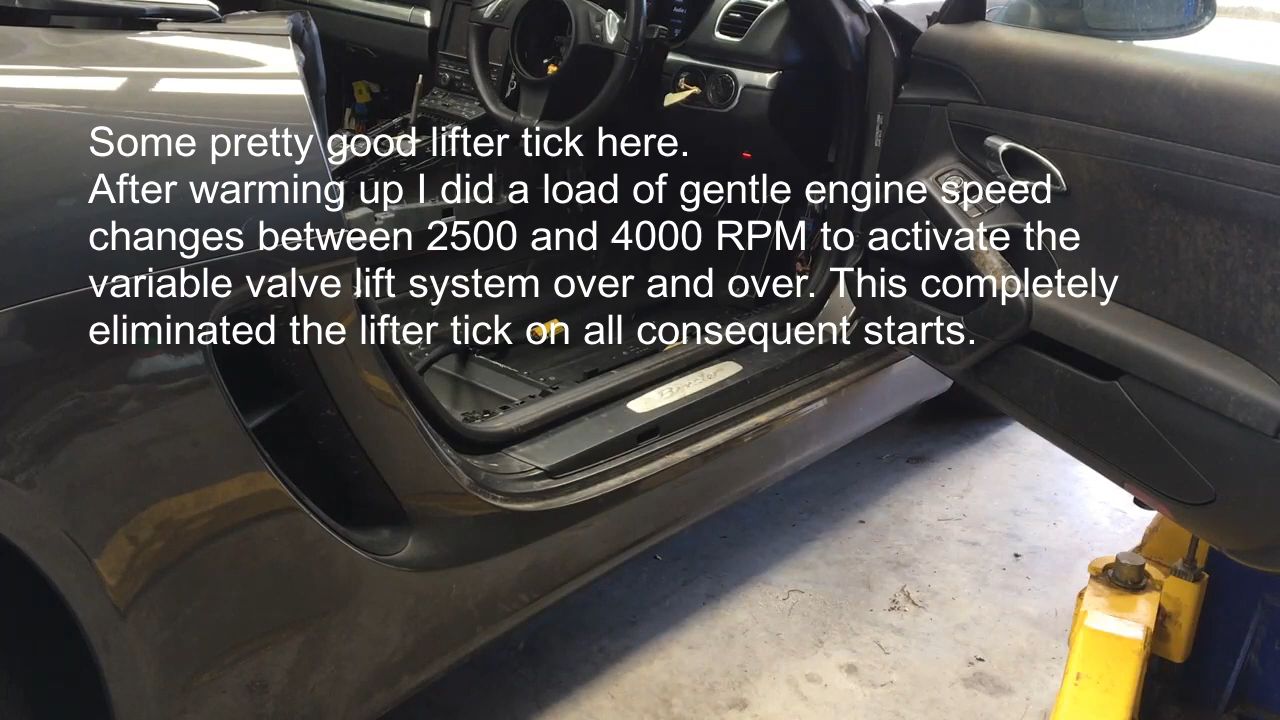 Some pretty good lifter tick here.
After warming up I did a load of gentle engine speed
changes between 2500 and 4000 RPM to activate the
variable valve lift system over and over. This completely
eliminated the lifter tick on all consequent starts.
Boxster